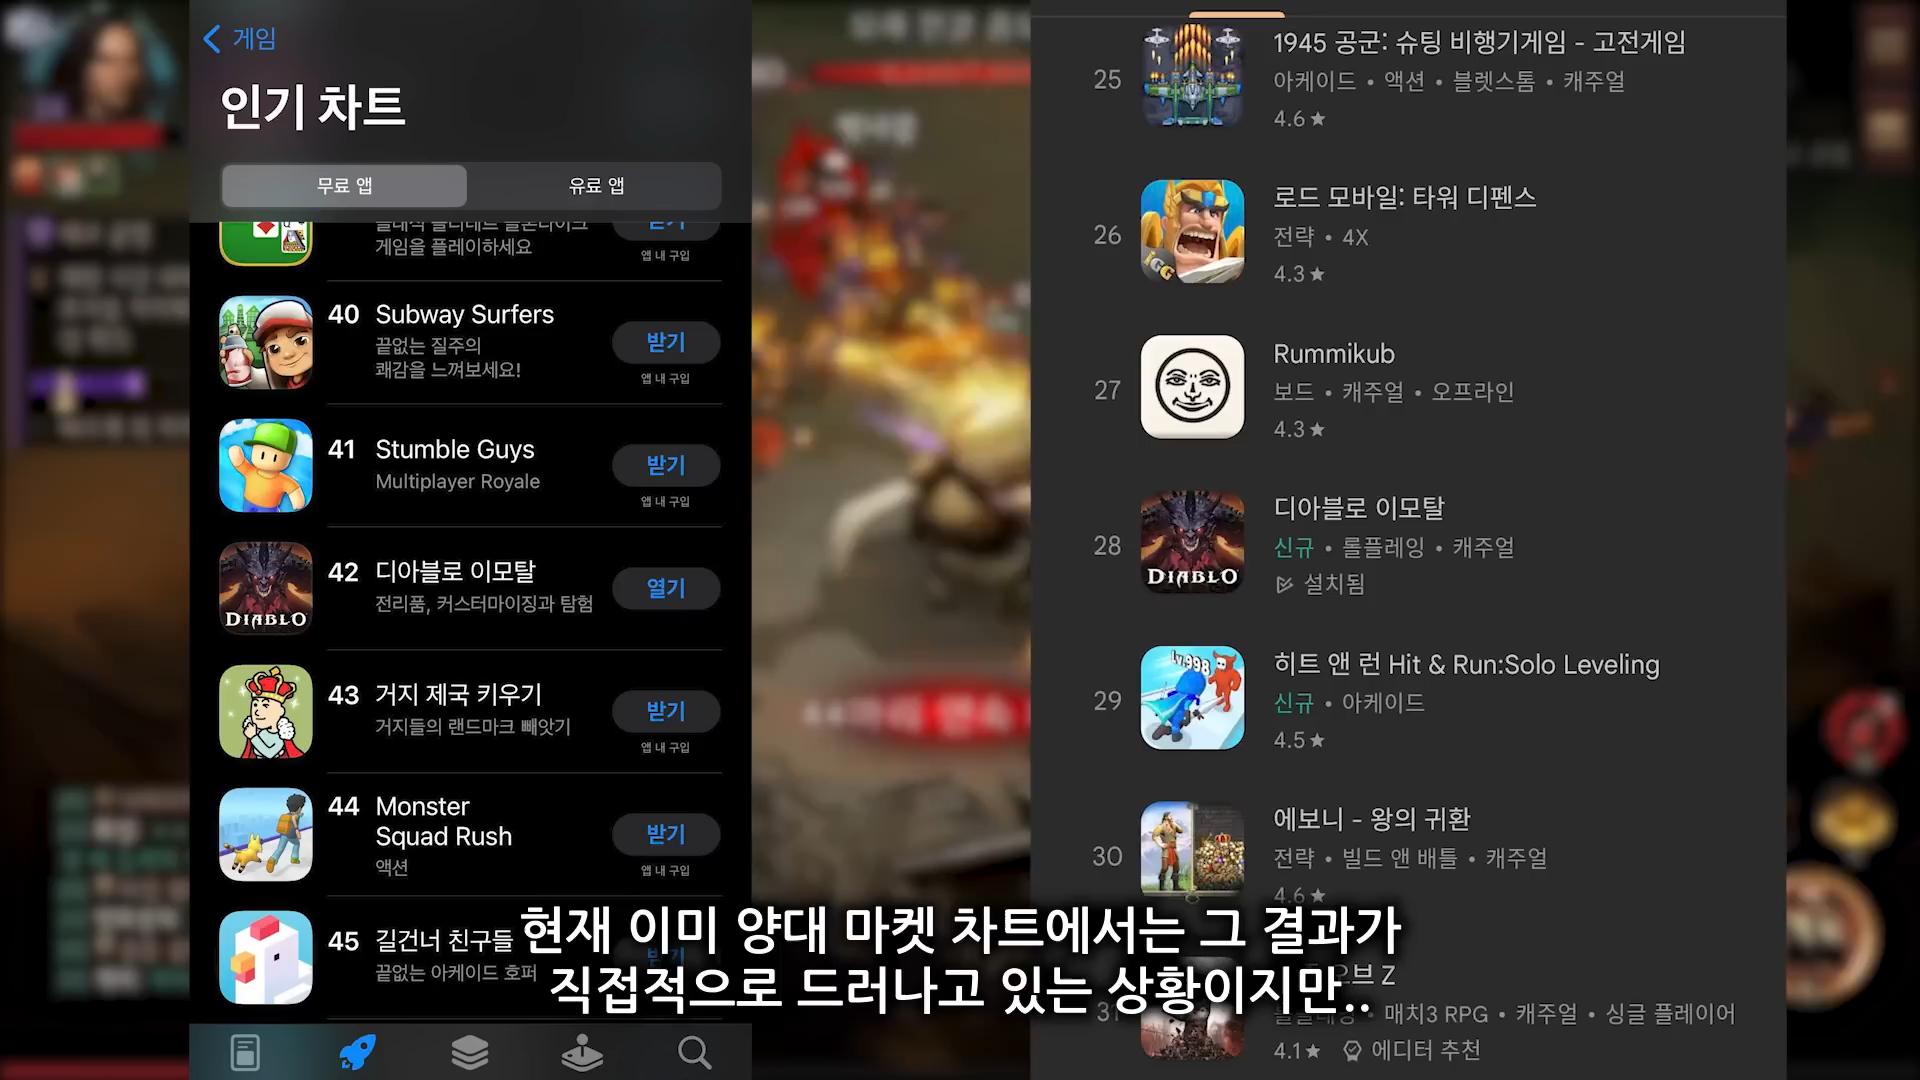 게임
인기 차트
무료 앱
유료 앱
게임을 플레이하세요
앱 내 구입
40 Subway Surfers
끝없는 질주의
쾌감을 느껴보세요!
받기
앱 내 구입
41 Stumble Guys
Multiplayer Royale
받기
앱 내 구입
DIABLO
42 디아블로 이모탈
전리품, 커스터마이징과 탐험
열기
43 거지 제국 키우기
거지들의 랜드마크 빼앗기
받기
앱 내 구입
44 Monster
Squad Rush
액션
받기
앱 내 구입
45 길건너 친구들
끝없는 아케이드 호퍼
25
1945 공군: 슈팅 비행기게임 - 고전게임
아케이드 • 액션 • 블렛스톰 • 캐주얼
4.6★
26
IGG
로드 모바일: 타워 디펜스
전략 • 4X
4.3★
27
Rummikub
보드 • 캐주얼 • 오프라인
4.3★
28
DIABLO
디아블로 이모탈
신규 • 롤플레잉 • 캐주얼
설치됨
29
Lv.998
히트 앤 런 Hit & Run:Solo Leveling
신규 • 아케이드
4.5★
30
에보니 - 왕의 귀환
전략 • 빌드 앤 배틀 • 캐주얼
4.6★
31
오브 Z
매치3 RPG • 캐주얼 • 싱글 플레이어
4.1★ 에디터 추천
현재 이미 양대 마켓 차트에서는 그 결과가
직접적으로 드러나고 있는 상황이지만..